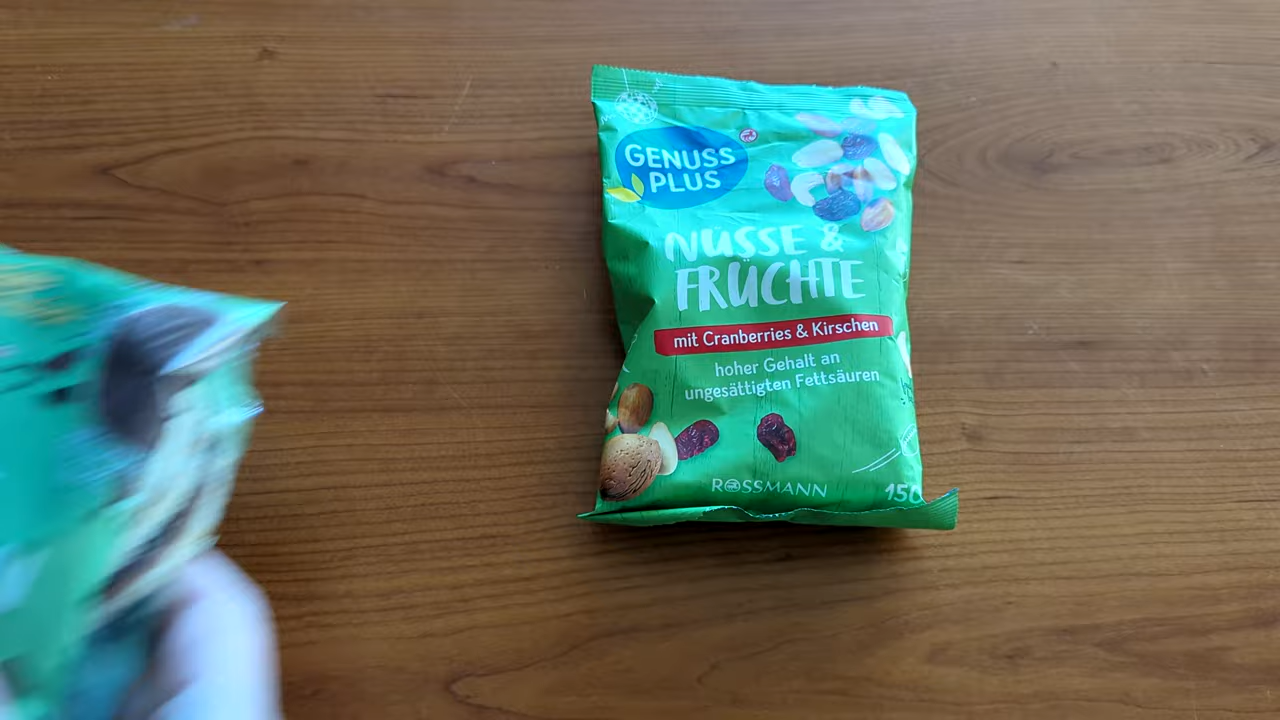 GENUSS
PLUS
NÜSSE &
FRÜCHTE
mit Cranberries & Kirschen
hoher Gehalt an
ungesättigten Fettsäuren
ROSSMANN
150